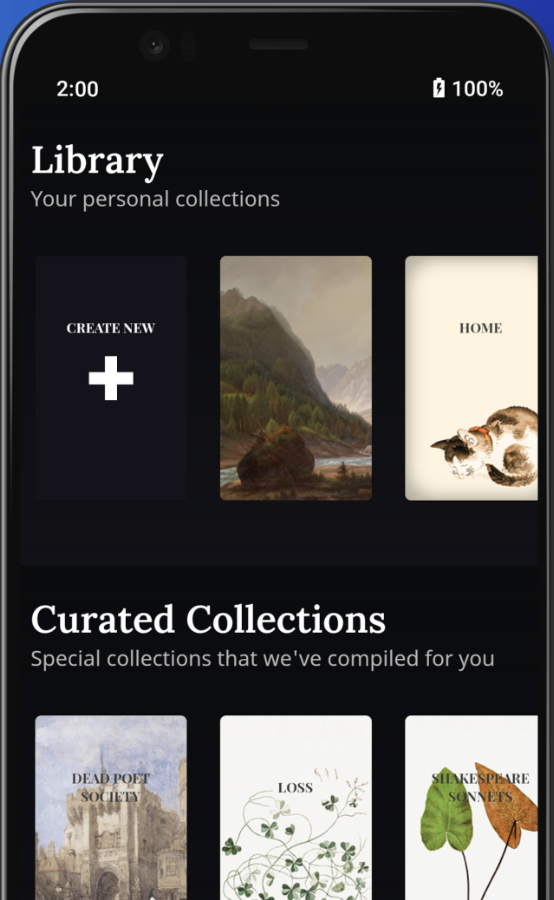 2:00
100%
Library
Your personal collections
CREATE NEW
HOME
Curated Collections
Special collections that we've compiled for you
DEAD POET
SOCIETY
LOSS
SHAKESPEARE
SONNETS